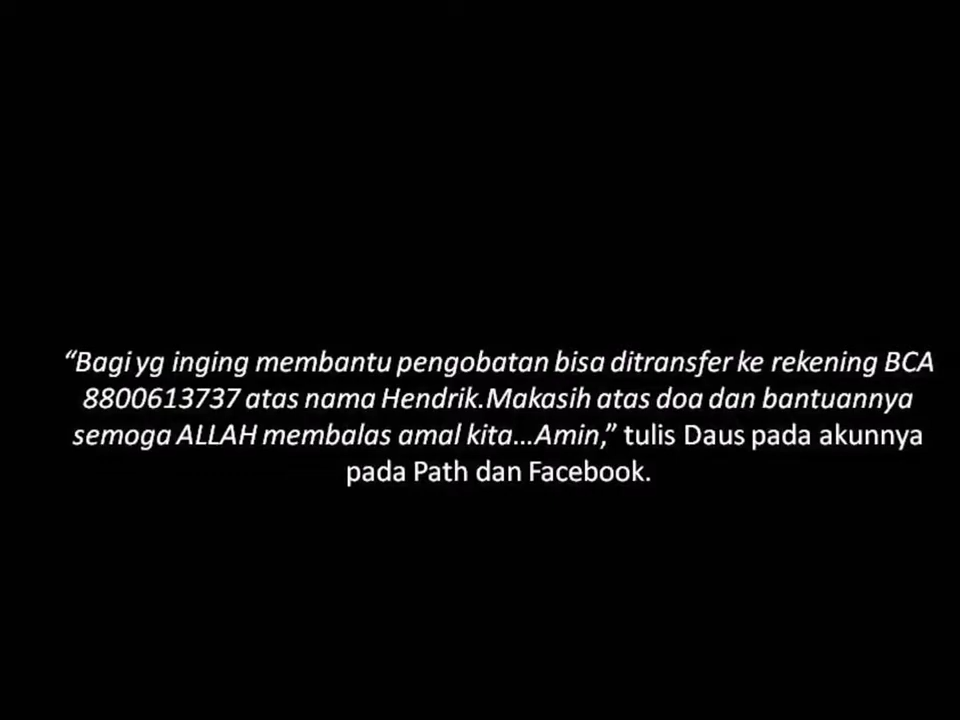 “Bagi yg inging membantu pengobatan bisa ditransfer ke rekening BCA
8800613737 atas nama Hendrik.Makasih atas doa dan bantuannya
semoga ALLAH membalas amal kita...Amin,” tulis Daus pada akunnya
pada Path dan Facebook.